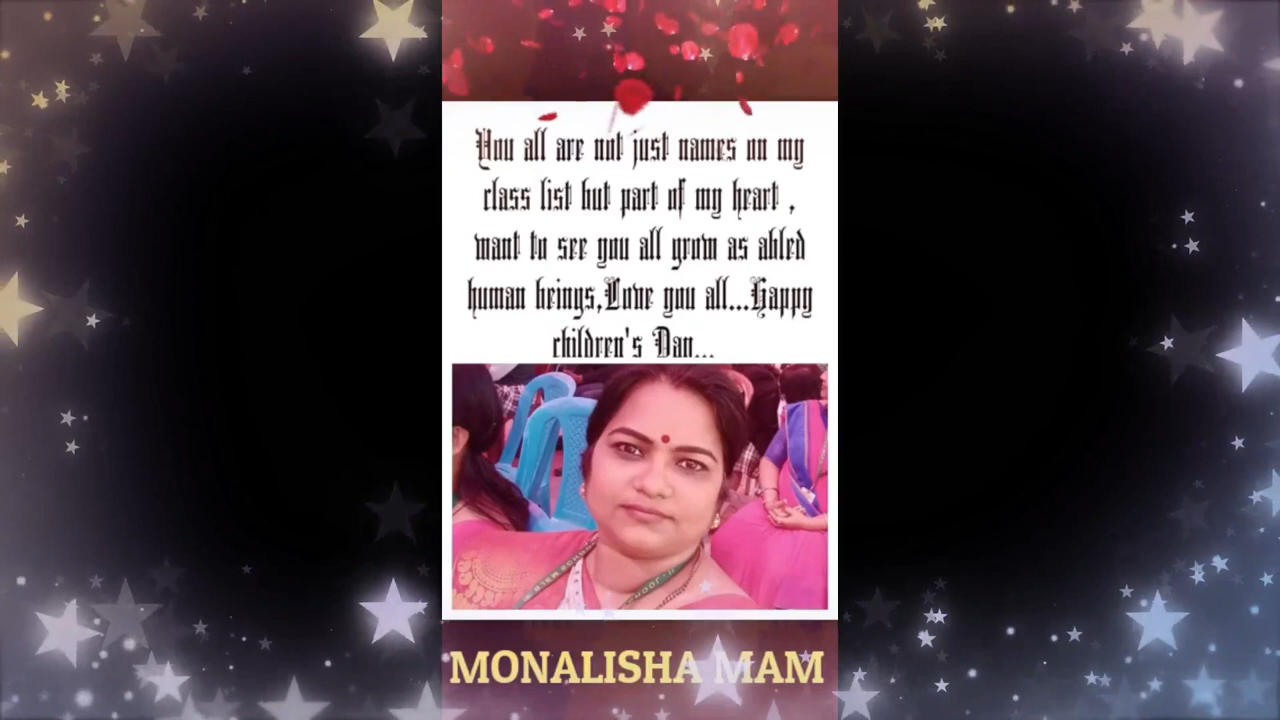 You all are not just names on my
class list but part of my heart ,
want to see you all grow as abled
human beings,Love you all...Happy
children's Day...
MONALISHA MAM